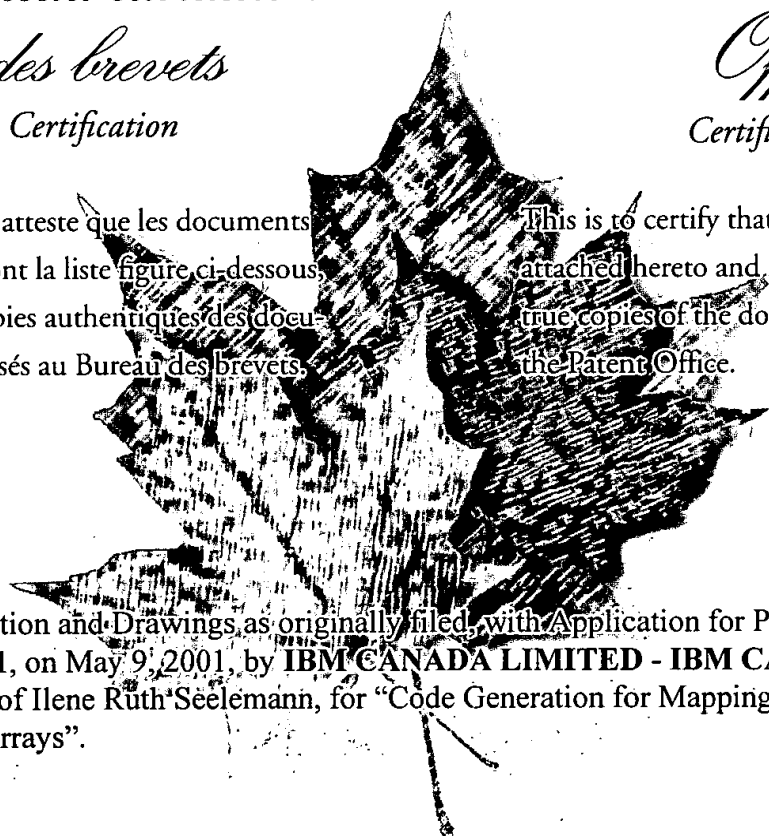 des brevets
Certification
Certifi
atteste que les documents
nt la liste figure ci-dessous,
pies authentiques des docu-
sés au Bureau des brevets.
This is to certify that
attached hereto and
true copies of the do
the Patent Office.
tion and Drawings as originally filed, with Application for P
1, on May 9, 2001, by IBM CANADA LIMITED - IBM CA
of Ilene Ruth Seelemann, for “Code Generation for Mapping
rrays”.